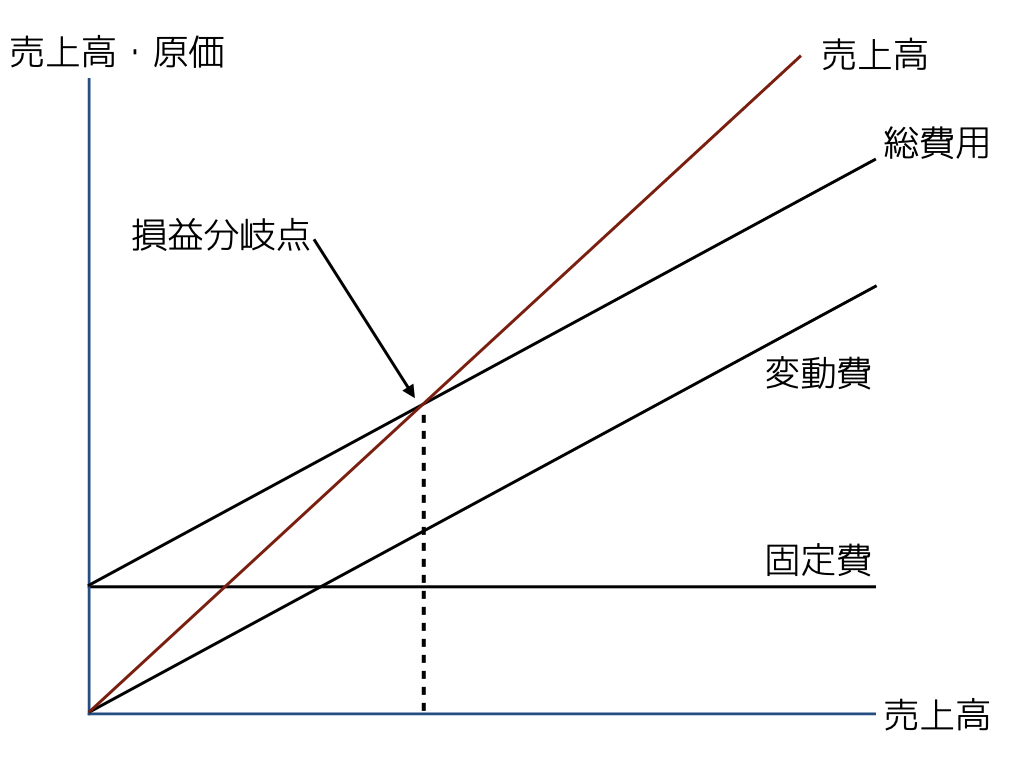 売上高・原価
売上高
総費用
損益分岐点
変動費
固定費
売上高